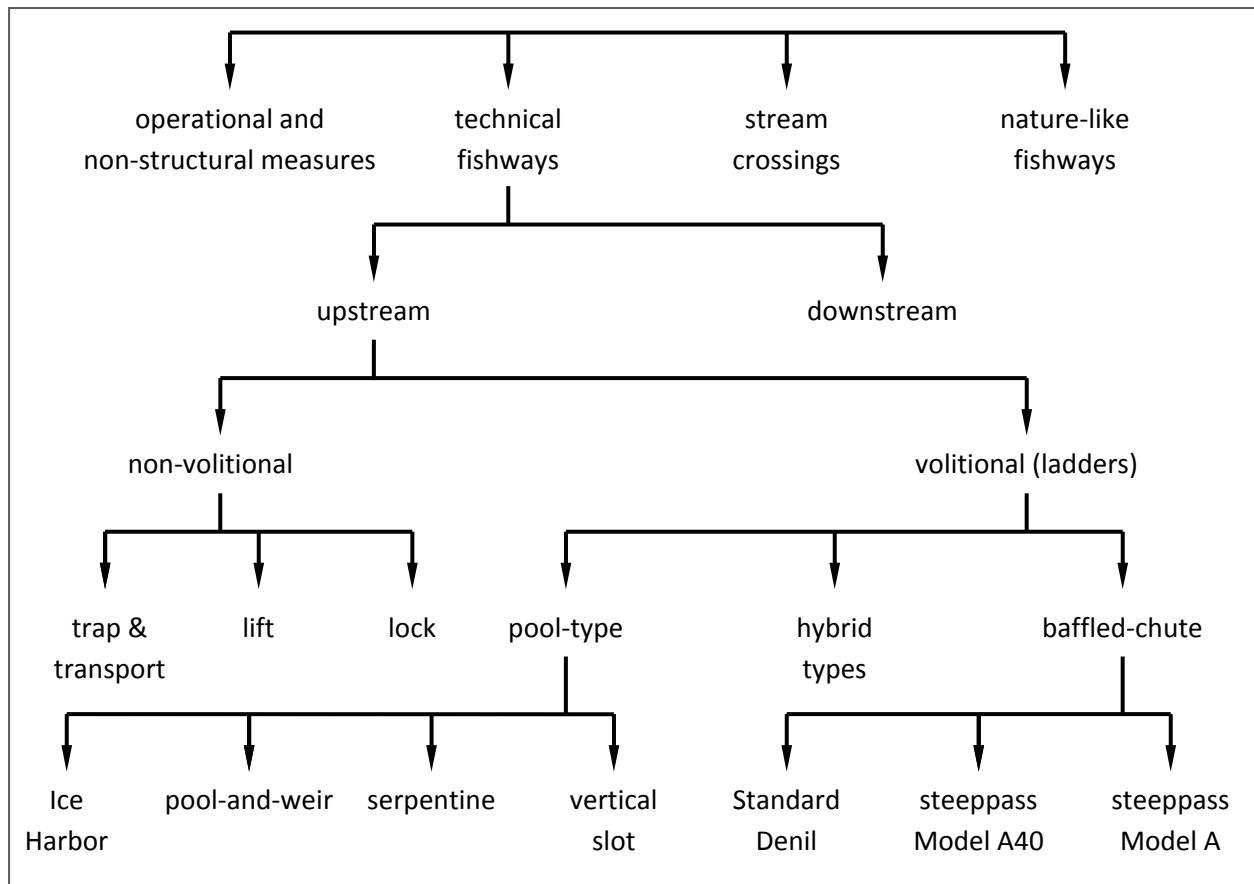 operational and
non-structural measures
technical
fishways
stream
crossings
nature-like
fishways
upstream
downstream
non-volitional
volitional (ladders)
trap &
transport
lift
lock
pool-type
hybrid
types
baffled-chute
Ice
Harbor
pool-and-weir
serpentine
vertical
slot
Standard
Denil
steeppass
Model A40
steeppass
Model A